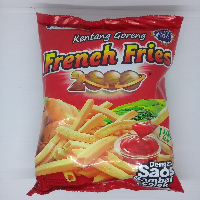 Kentang Goreng
French Fries
2000
Dengan
Saos
Sambal